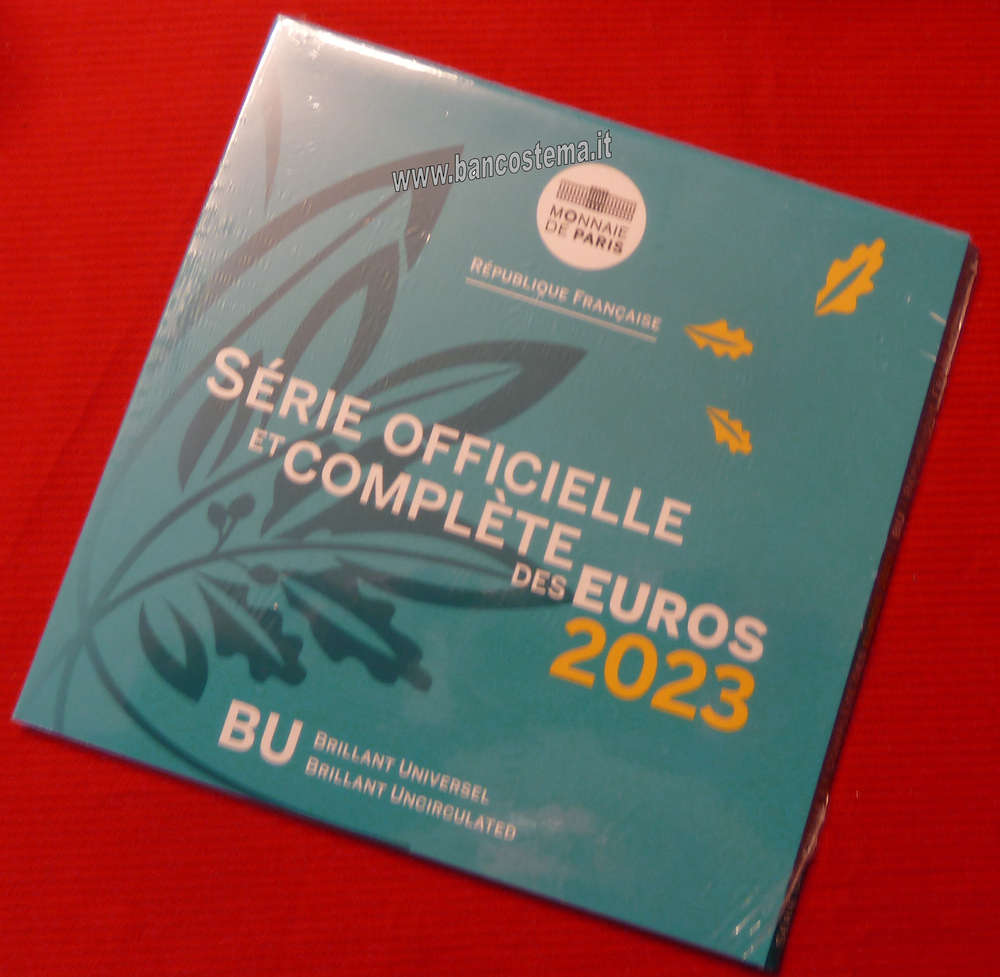 www.bancostema.it
MONNAIE
DE PARIS
RÉPUBLIQUE FRANÇAISE
SÉRIE OFFICIELLE
ET COMPLÈTE
DES EUROS
2023
BU
BRILLANT UNIVERSEL
BRILLANT UNCIRCULATED